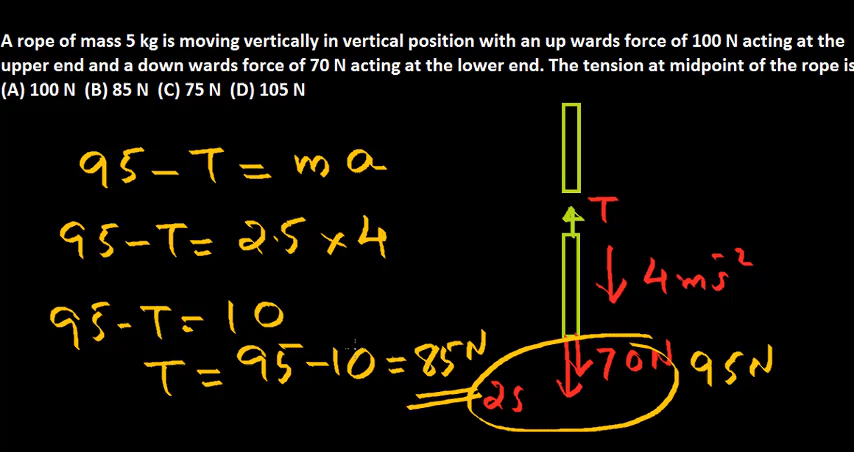 A rope of mass 5 kg is moving vertically in vertical position with an up wards force of 100 N acting at the
upper end and a down wards force of 70 N acting at the lower end. The tension at midpoint of the rope is
(A) 100 N (B) 85 N (C) 75 N (D) 105 N
95 - T = m a
95 - T = 2.5 × 4
95 - T = 10
T = 95 - 10 = 85 N
T
4 ms⁻²
70N
25
95N